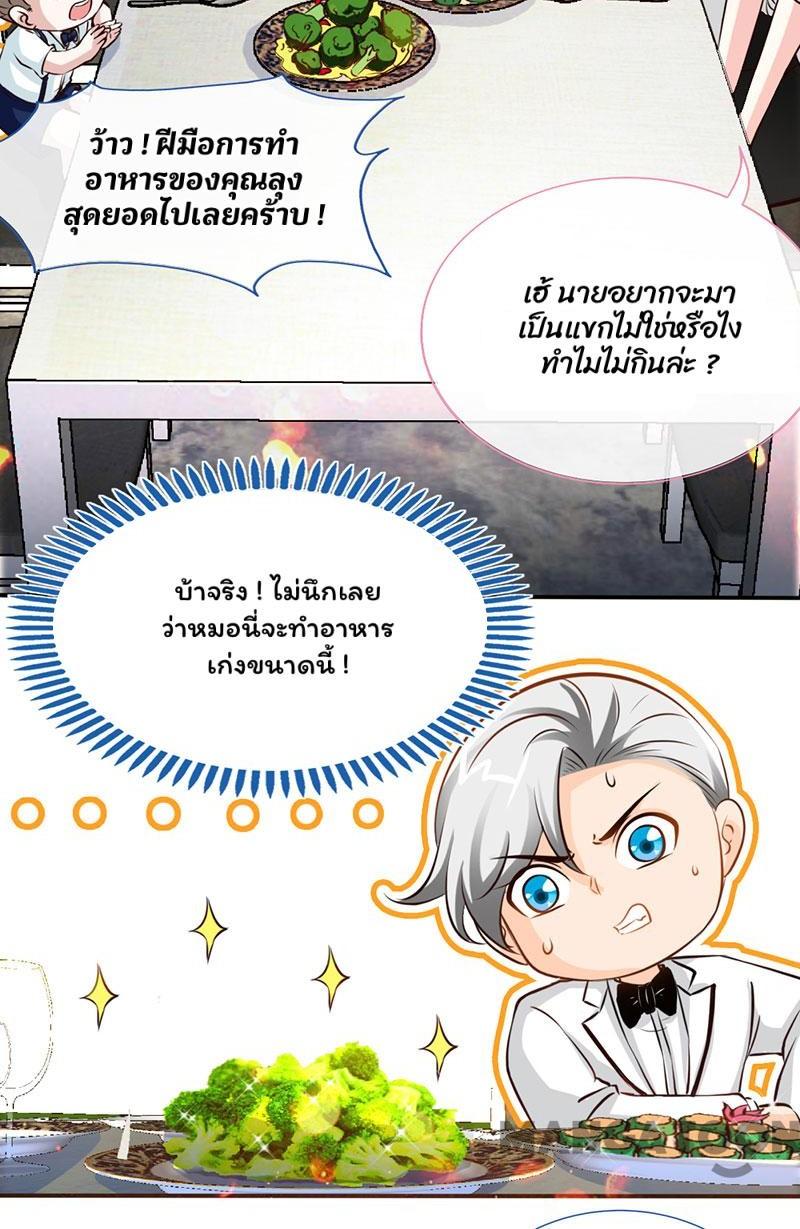 ว้าว ! ฝีมือการทำ
อาหารของคุณลุง
สุดยอดไปเลยคร้าบ !
เฮ้ นายอยากจะมา
เป็นแขกไม่ใช่หรือไง
ทำไมไม่กินล่ะ ?
บ้าจริง ! ไม่นึกเลย
ว่าหมอนี่จะทำอาหาร
เก่งขนาดนี้ !